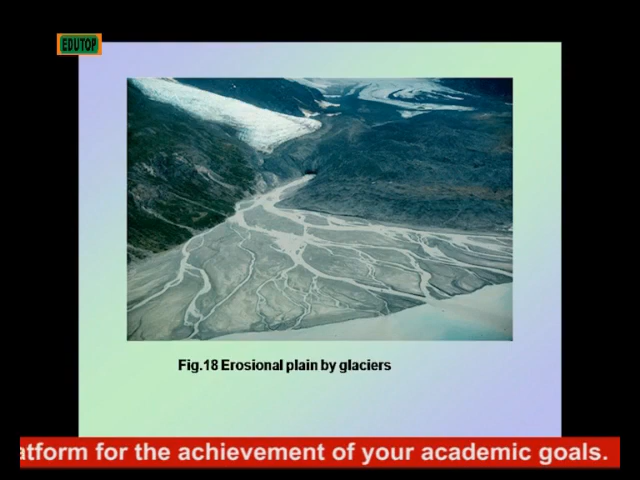 EDUTOP
Fig.18 Erosional plain by glaciers
atform for the achievement of your academic goals.